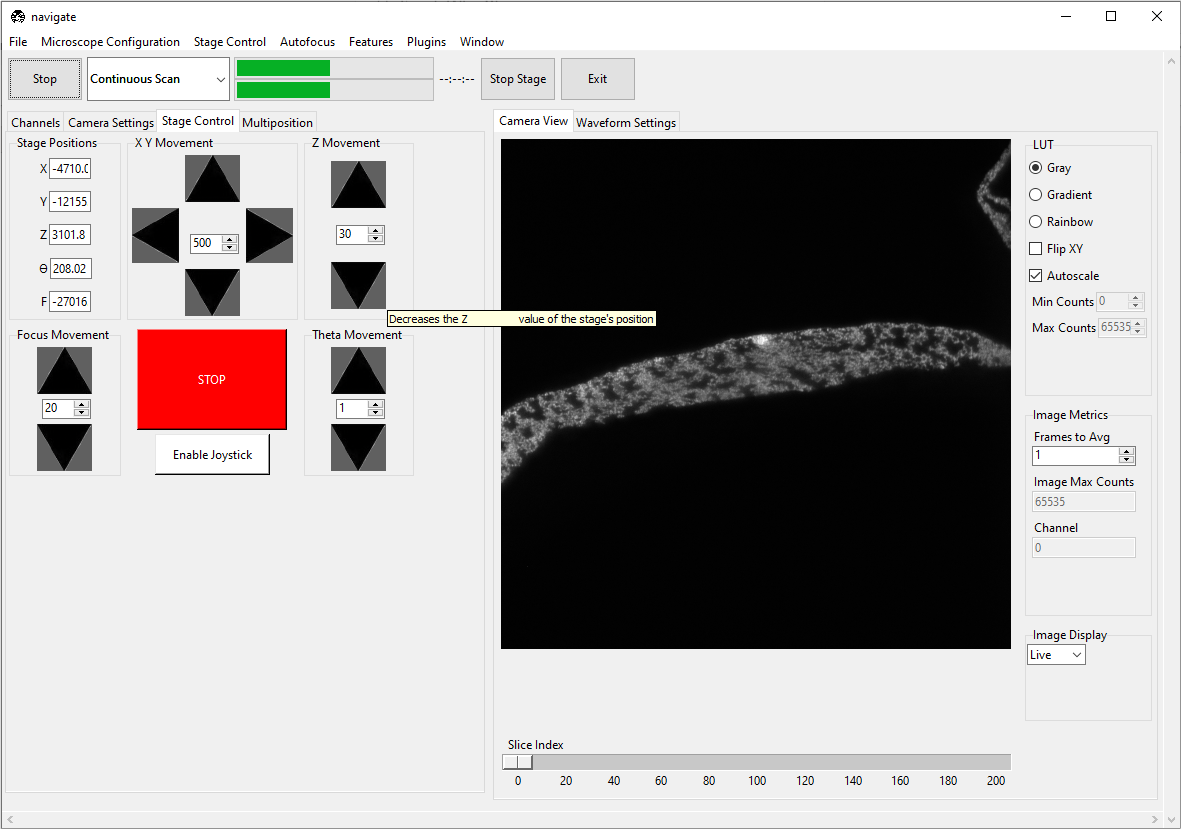 navigate
File Microscope Configuration Stage Control Autofocus Features Plugins Window
Stop
Continuous Scan
--:--:--
Stop Stage
Exit
Channels Camera Settings Stage Control Multiposition
Stage Positions
X -4710.0
Y -12155
Z 3101.8
Θ 208.02
F -27016
X Y Movement
500
Z Movement
30
Decreases the Z value of the stage's position
Focus Movement
20
STOP
Enable Joystick
Theta Movement
1
Camera View Waveform Settings
LUT
Gray
Gradient
Rainbow
Flip XY
Autoscale
Min Counts 0
Max Counts 65535
Image Metrics
Frames to Avg
1
Image Max Counts
65535
Channel
0
Image Display
Live
Slice Index
0 20 40 60 80 100 120 140 160 180 200